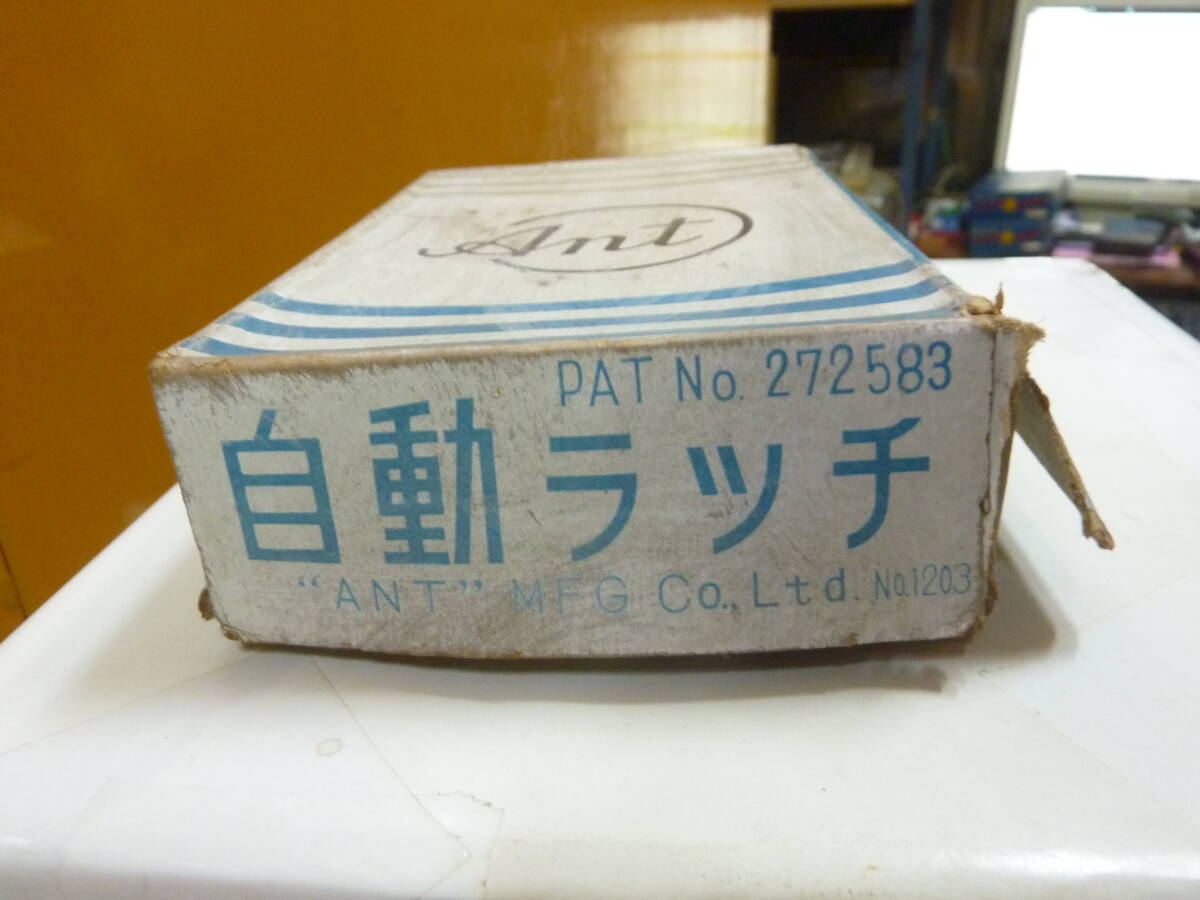 Ant
PAT No. 272583
自動ラッチ
“ANT” MFG Co., Ltd. No.1203